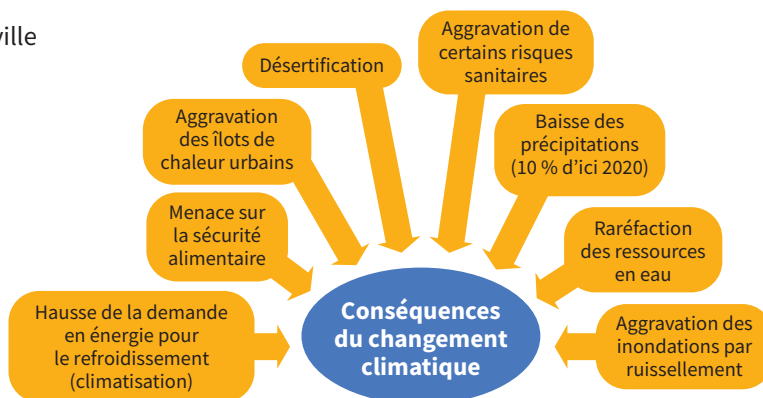 ville
Aggravation de
certains risques
sanitaires
Désertification
Aggravation
des îlots de
chaleur urbains
Baisse des
précipitations
(10 % d’ici 2020)
Menace sur
la sécurité
alimentaire
Raréfaction
des ressources
en eau
Hausse de la demande
en énergie pour
le refroidissement
(climatisation)
Conséquences
du changement
climatique
Aggravation des
inondations par
ruissellement